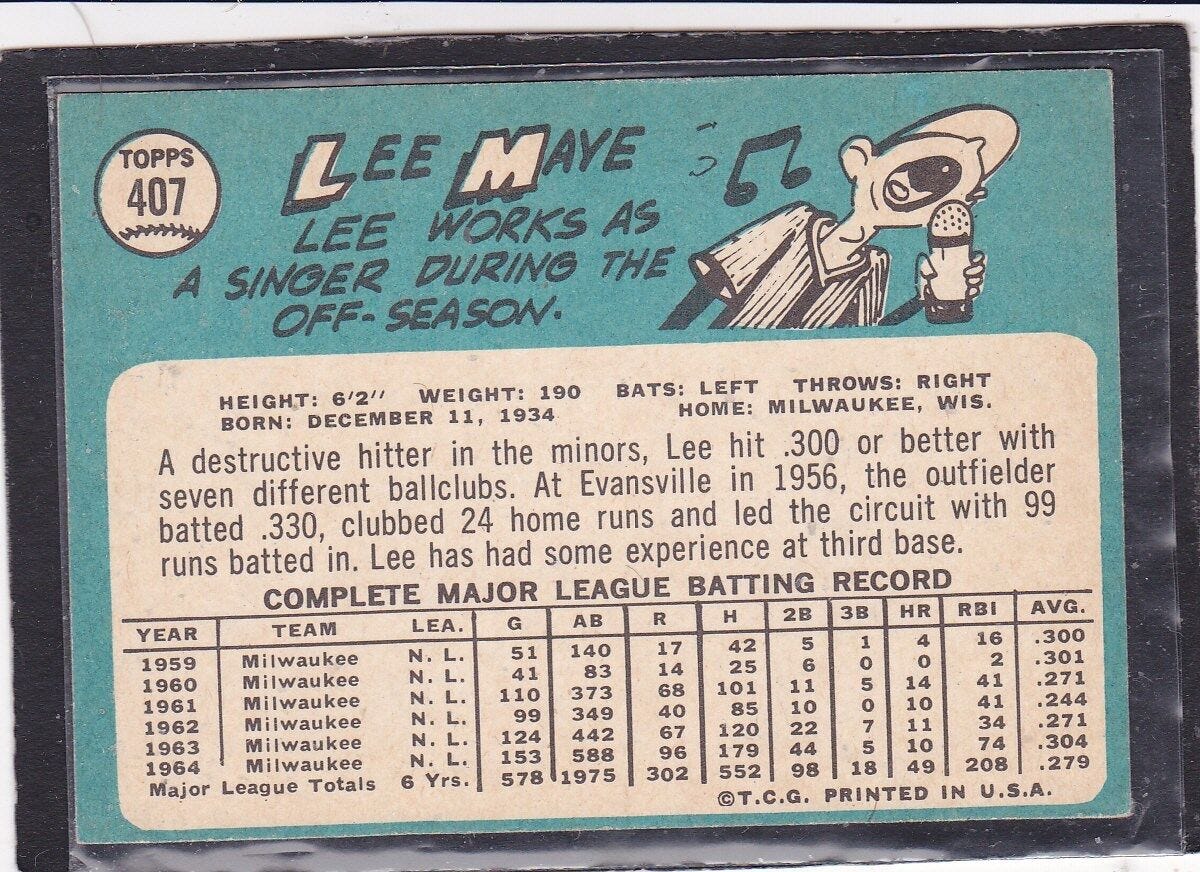 TOPPS
407
LEE MAYE
LEE WORKS AS
A SINGER DURING THE
OFF-SEASON.
HEIGHT: 6'2" WEIGHT: 190 BATS: LEFT THROWS: RIGHT
BORN: DECEMBER 11, 1934 HOME: MILWAUKEE, WIS.
A destructive hitter in the minors, Lee hit .300 or better with
seven different ballclubs. At Evansville in 1956, the outfielder
batted .330, clubbed 24 home runs and led the circuit with 99
runs batted in. Lee has had some experience at third base.
COMPLETE MAJOR LEAGUE BATTING RECORD
YEAR TEAM LEA. G AB R H 2B 3B HR RBI AVG.
1959 Milwaukee N. L. 51 140 17 42 5 1 4 16 .300
1960 Milwaukee N. L. 41 83 14 25 6 0 0 2 .301
1961 Milwaukee N. L. 110 373 68 101 11 5 14 41 .271
1962 Milwaukee N. L. 99 349 40 85 10 0 10 41 .244
1963 Milwaukee N. L. 124 442 67 120 22 7 11 34 .271
1964 Milwaukee N. L. 153 588 96 179 44 5 10 74 .304
Major League Totals 6 Yrs. 578 1975 302 552 98 18 49 208 .279
©T.C.G. PRINTED IN U.S.A.